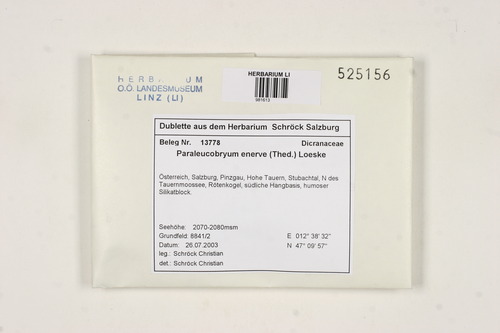 HERBARIUM
O.Ö. LANDESMUSEUM
LINZ (LI)
HERBARIUM LI
981613
525156
Dublette aus dem Herbarium Schröck Salzburg
Beleg Nr. 13778 Dicranaceae
Paraleucobryum enerve (Thed.) Loeske
Österreich, Salzburg, Pinzgau, Hohe Tauern, Stubachtal, N des
Tauernmoossee, Rötenkogel, südliche Hangbasis, humoser
Silikatblock.
Seehöhe: 2070-2080msm
Grundfeld: 8841/2 E 012° 38' 32"
Datum: 26.07.2003 N 47° 09' 57"
leg.: Schröck Christian
det.: Schröck Christian